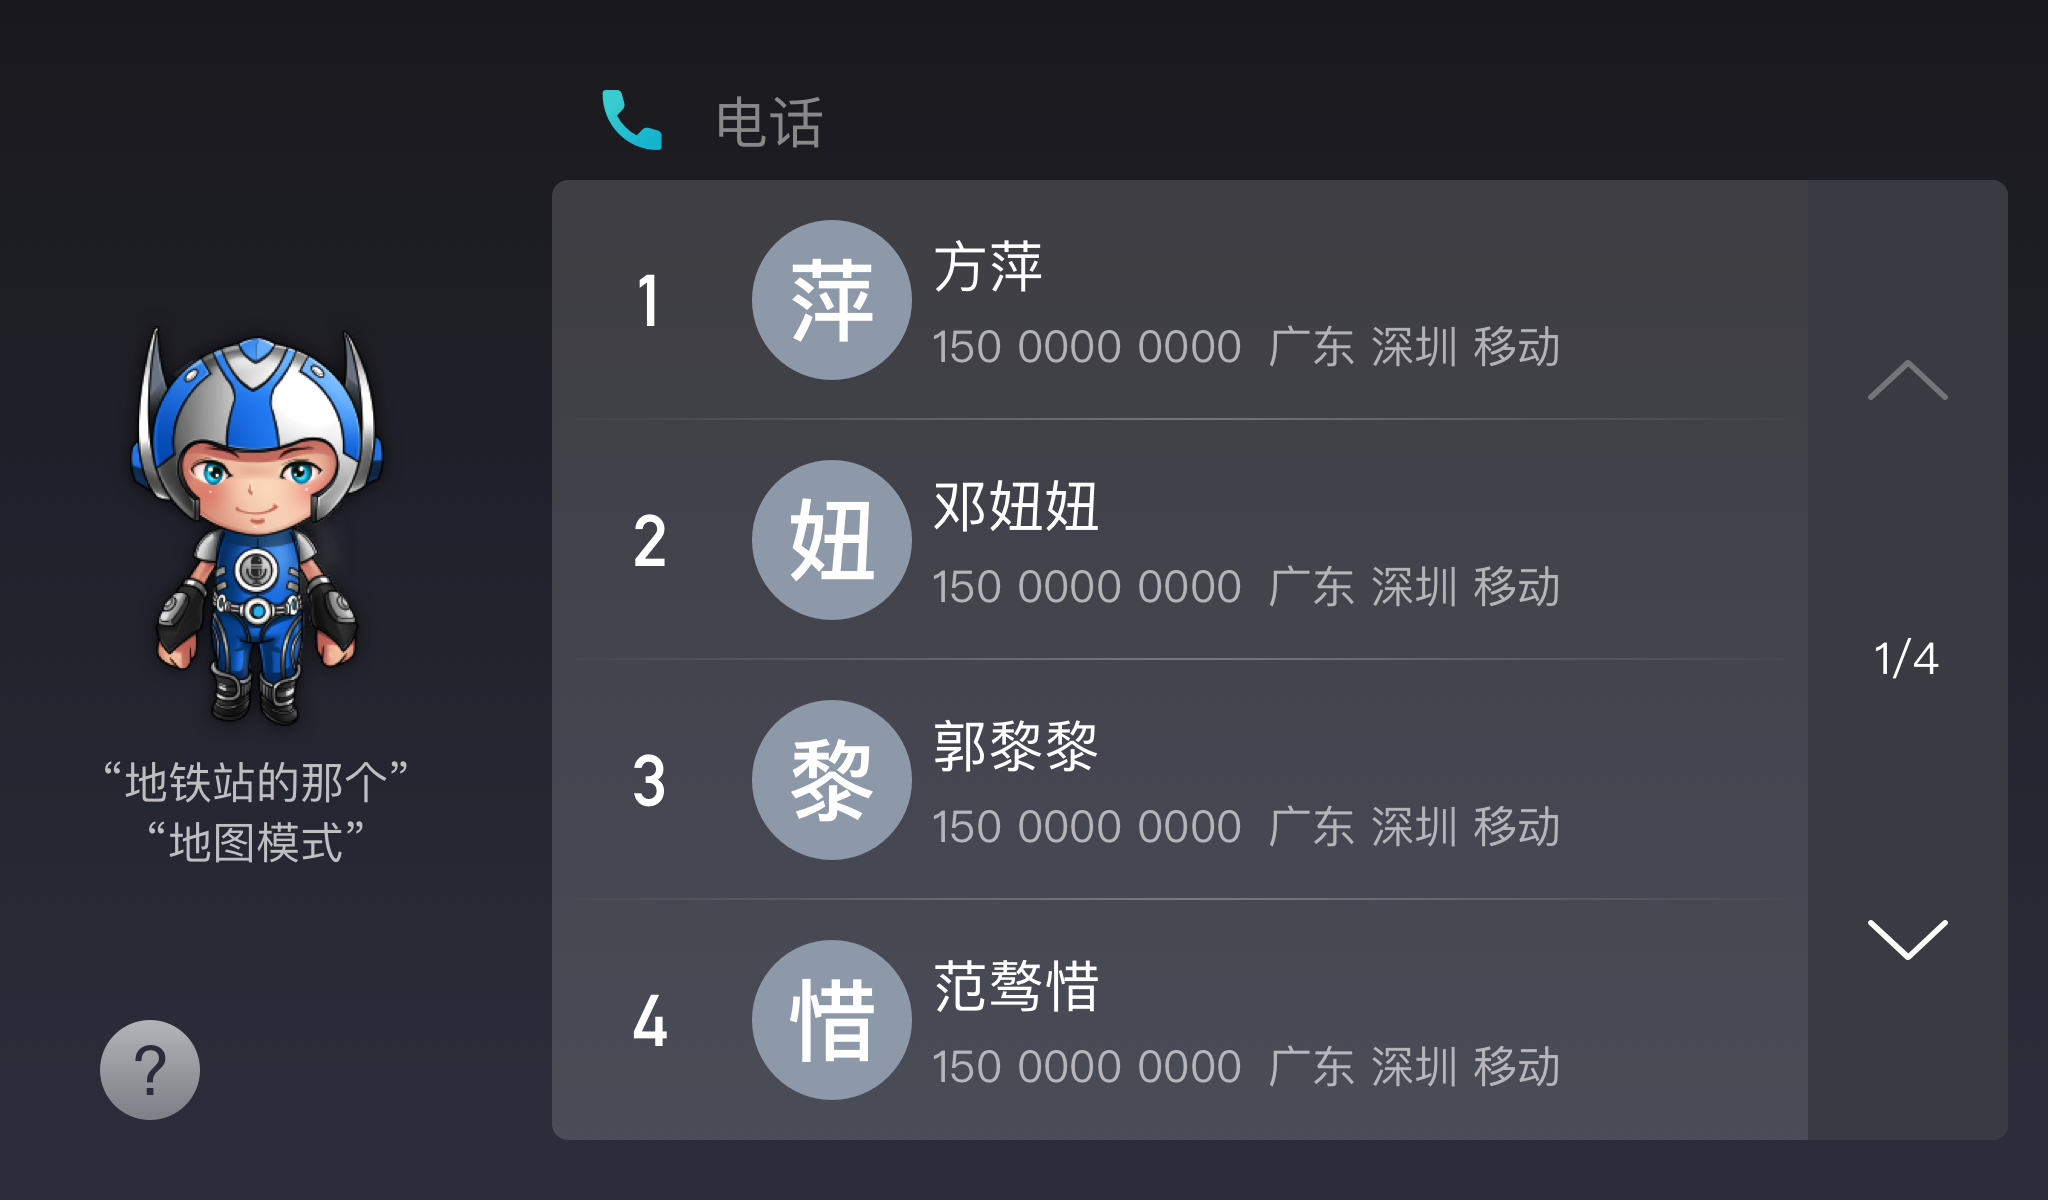 电话
1
萍
方萍
150 0000 0000 广东 深圳 移动
2
妞
邓妞妞
150 0000 0000 广东 深圳 移动
3
黎
郭黎黎
150 0000 0000 广东 深圳 移动
4
惜
范骜惜
150 0000 0000 广东 深圳 移动
1/4
“地铁站的那个”
“地图模式”
?